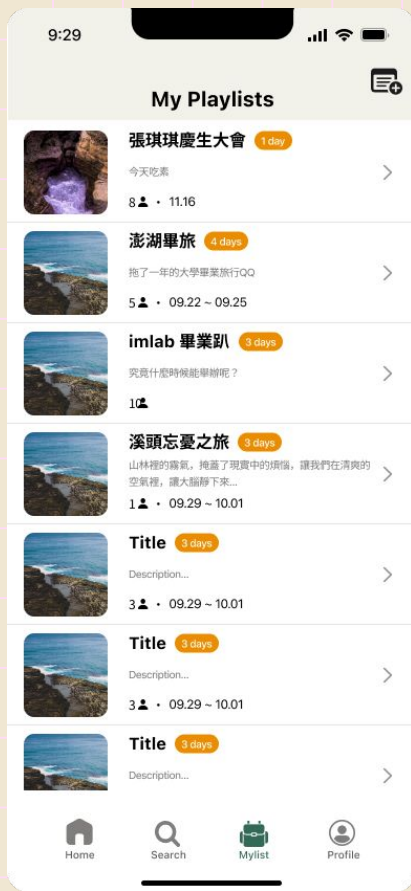 9:29
My Playlists
張琪琪慶生大會 1 day
今天吃素
8 • 11.16
澎湖畢旅 4 days
拖了一年的大學畢業旅行QQ
5 • 09.22 ~ 09.25
imlab 畢業趴 3 days
究竟什麼時候能舉辦呢？
10
溪頭忘憂之旅 3 days
山林裡的霧氣，掩蓋了現實中的煩惱，讓我們在清爽的
空氣裡，讓大腦靜下來...
1 • 09.29 ~ 10.01
Title 3 days
Description...
3 • 09.29 ~ 10.01
Title 3 days
Description...
3 • 09.29 ~ 10.01
Title 3 days
Description...
Home Search Mylist Profile